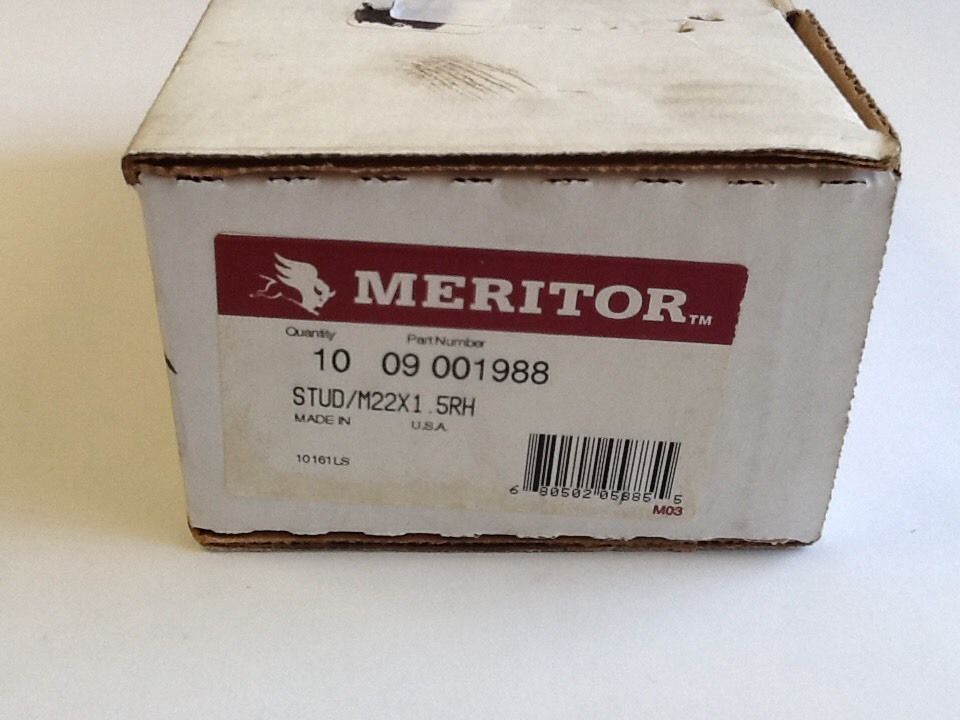 MERITOR™
Quantity Part Number
10 09 001988
STUD/M22X1.5RH
MADE IN U.S.A.
10161LS
6 80502 05885 5
M03